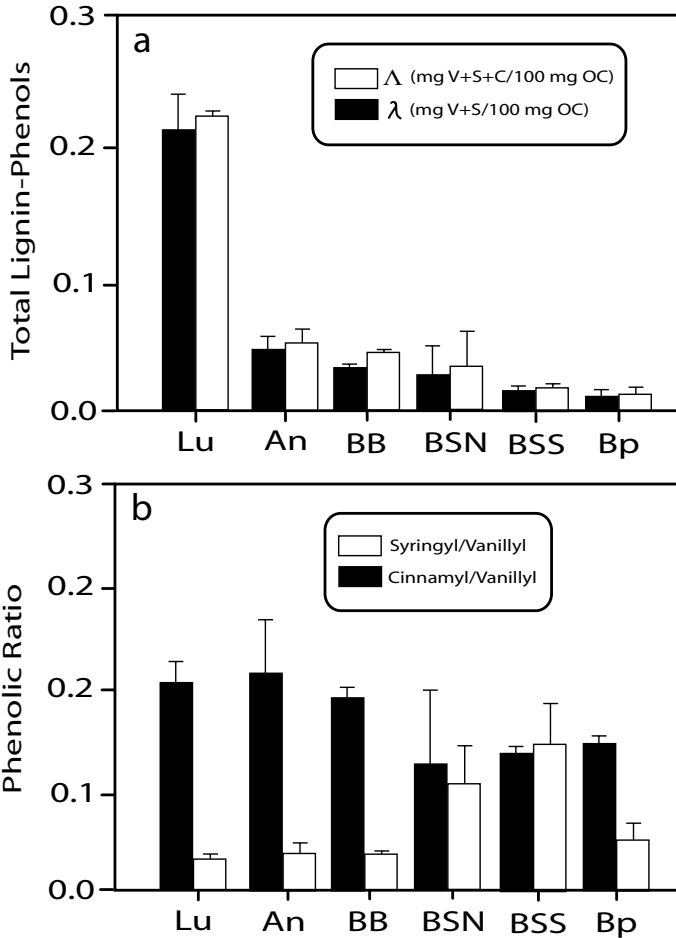 0.3
a
Λ (mg V+S+C/100 mg OC)
λ (mg V+S/100 mg OC)
0.2
0.1
0.0
Total Lignin-Phenols
Lu An BB BSN BSS Bp
0.3
b
Syringyl/Vanillyl
Cinnamyl/Vanillyl
0.2
0.2
0.1
0.0
Phenolic Ratio
Lu An BB BSN BSS Bp